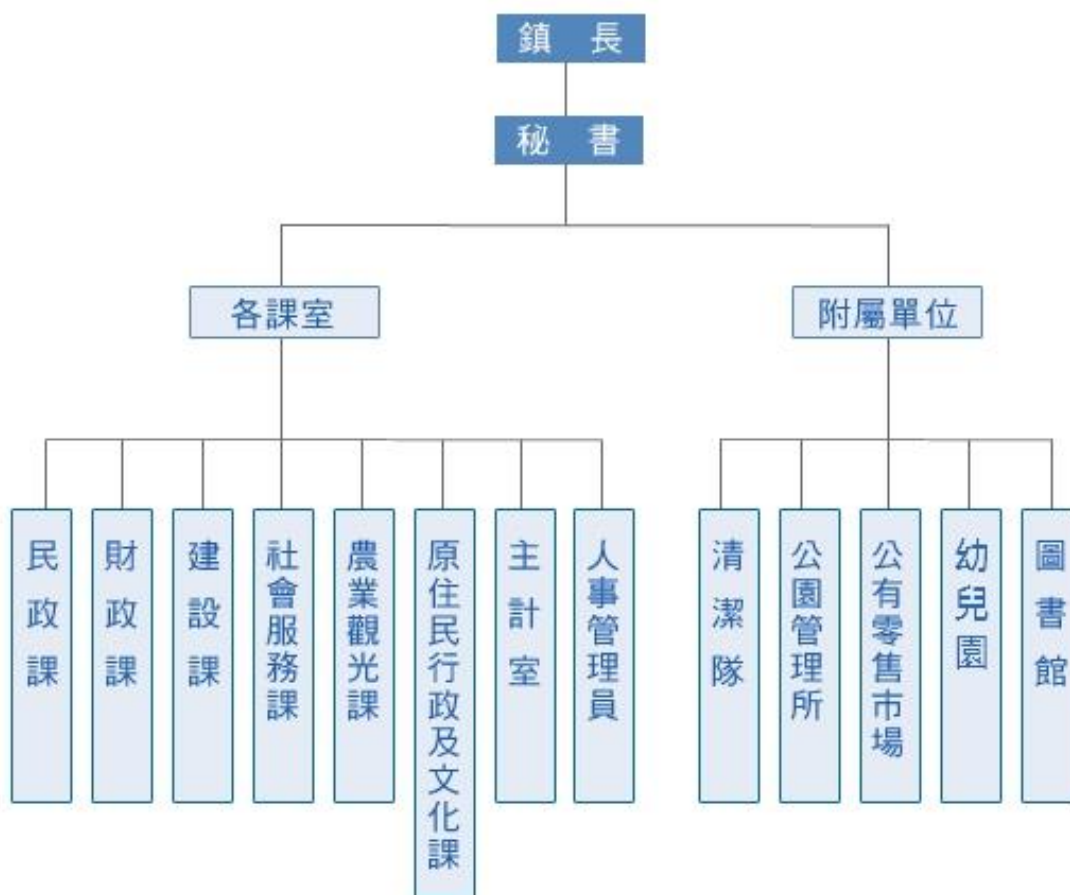 鎮長
秘書
各課室
附屬單位
民政課
財政課
建設課
社會服務課
農業觀光課
原住民行政及文化課
主計室
人事管理員
清潔隊
公園管理所
公有零售市場
幼兒園
圖書館